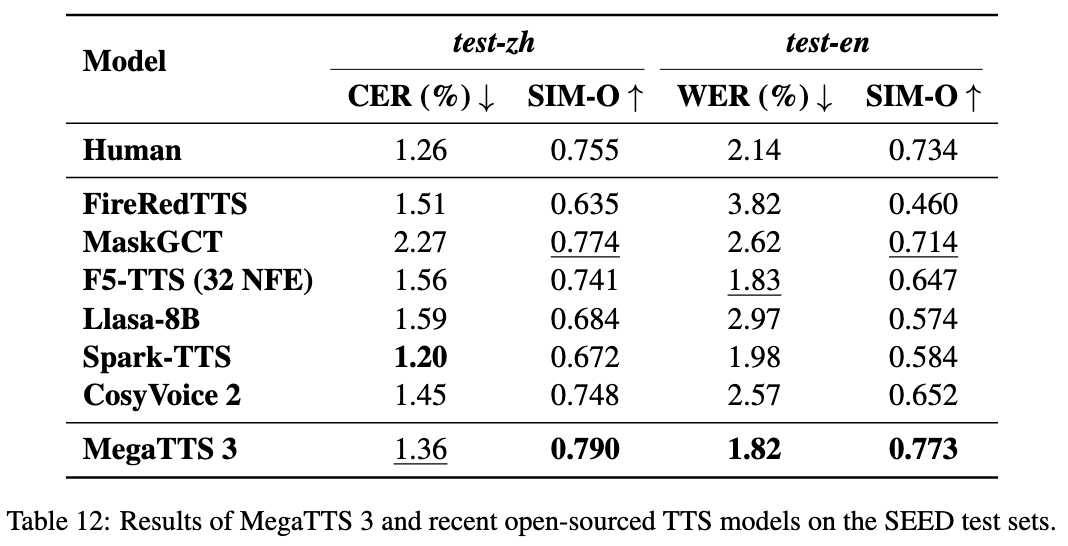 Model test-zh test-en
CER (%) ↓ SIM-O ↑ WER (%) ↓ SIM-O ↑
Human 1.26 0.755 2.14 0.734
FireRedTTS 1.51 0.635 3.82 0.460
MaskGCT 2.27 0.774 2.62 0.714
F5-TTS (32 NFE) 1.56 0.741 1.83 0.647
Llasa-8B 1.59 0.684 2.97 0.574
Spark-TTS 1.20 0.672 1.98 0.584
CosyVoice 2 1.45 0.748 2.57 0.652
MegaTTS 3 1.36 0.790 1.82 0.773
Table 12: Results of MegaTTS 3 and recent open-sourced TTS models on the SEED test sets.